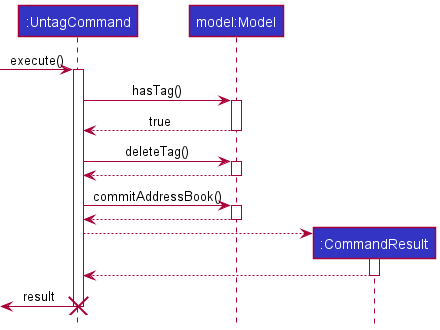 :UntagCommand
model:Model
execute()
hasTag()
true
deleteTag()
commitAddressBook()
:CommandResult
result